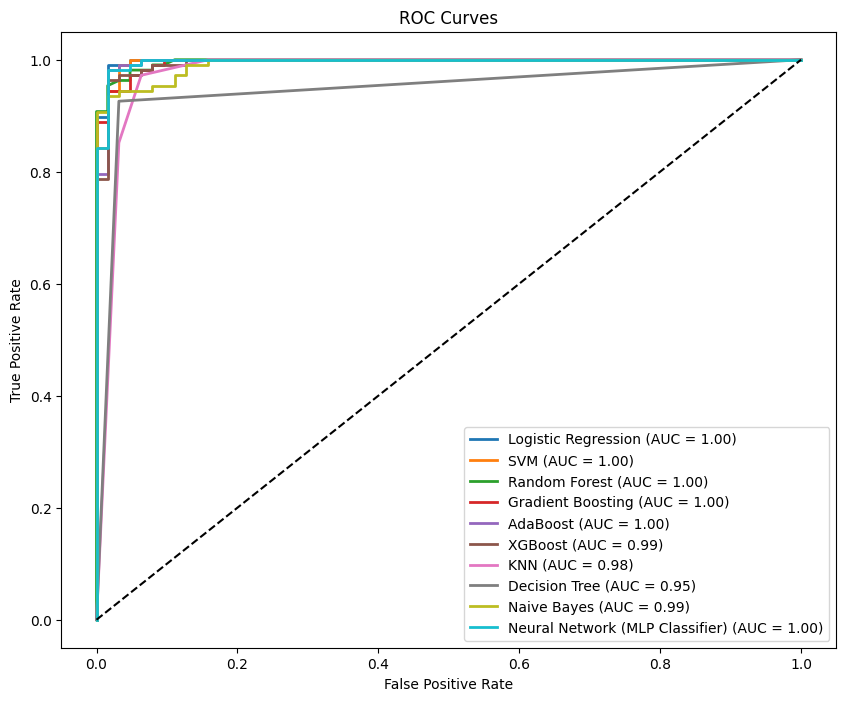 ROC Curves
1.0
0.8
0.6
0.4
0.2
0.0
True Positive Rate
Logistic Regression (AUC = 1.00)
SVM (AUC = 1.00)
Random Forest (AUC = 1.00)
Gradient Boosting (AUC = 1.00)
AdaBoost (AUC = 1.00)
XGBoost (AUC = 0.99)
KNN (AUC = 0.98)
Decision Tree (AUC = 0.95)
Naive Bayes (AUC = 0.99)
Neural Network (MLP Classifier) (AUC = 1.00)
0.0 0.2 0.4 0.6 0.8 1.0
False Positive Rate